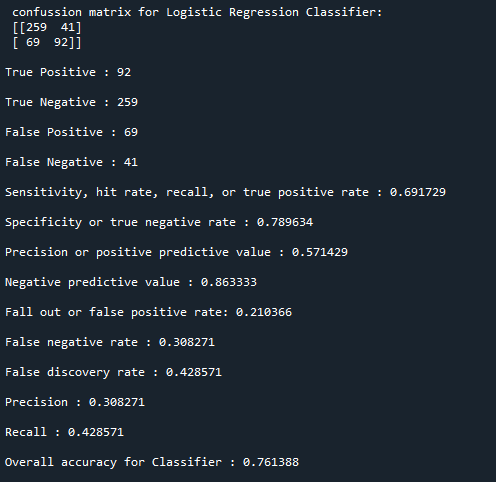 confussion matrix for Logistic Regression Classifier:
[[259 41]
[ 69 92]]
True Positive : 92
True Negative : 259
False Positive : 69
False Negative : 41
Sensitivity, hit rate, recall, or true positive rate : 0.691729
Specificity or true negative rate : 0.789634
Precision or positive predictive value : 0.571429
Negative predictive value : 0.863333
Fall out or false positive rate: 0.210366
False negative rate : 0.308271
False discovery rate : 0.428571
Precision : 0.308271
Recall : 0.428571
Overall accuracy for Classifier : 0.761388